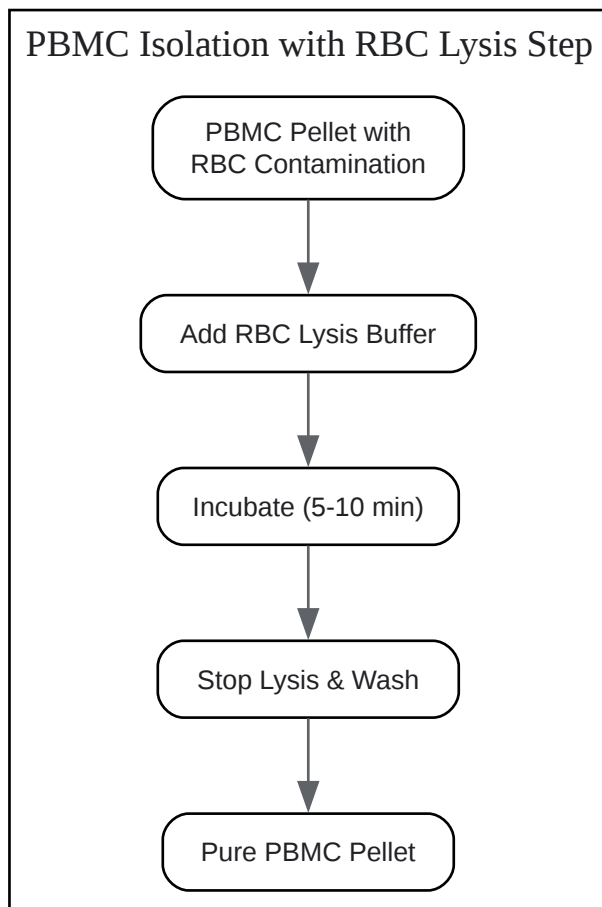 PBMC Isolation with RBC Lysis Step
PBMC Pellet with
RBC Contamination
Add RBC Lysis Buffer
Incubate (5-10 min)
Stop Lysis & Wash
Pure PBMC Pellet